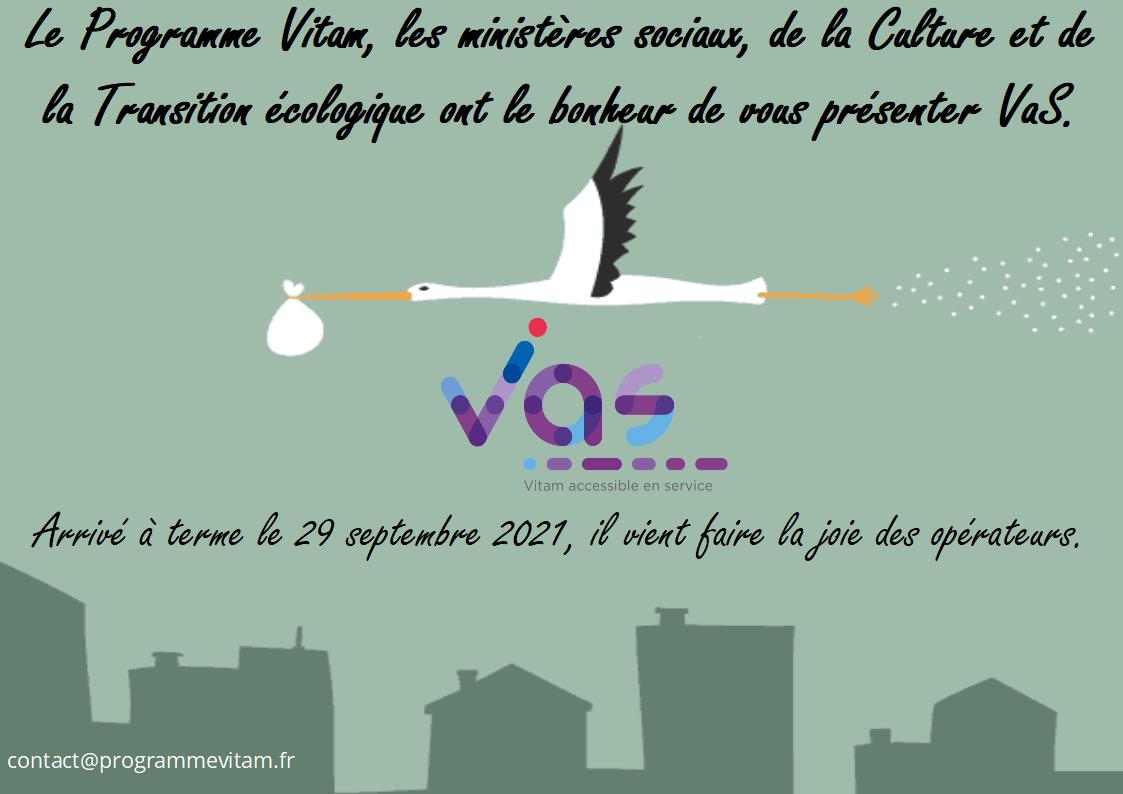 Le Programme Vitam, les ministères sociaux, de la Culture et de
la Transition écologique ont le bonheur de vous présenter VaS.
vas
Vitam accessible en service
Arrivé à terme le 29 septembre 2021, il vient faire la joie des opérateurs.
contact@programmevitam.fr